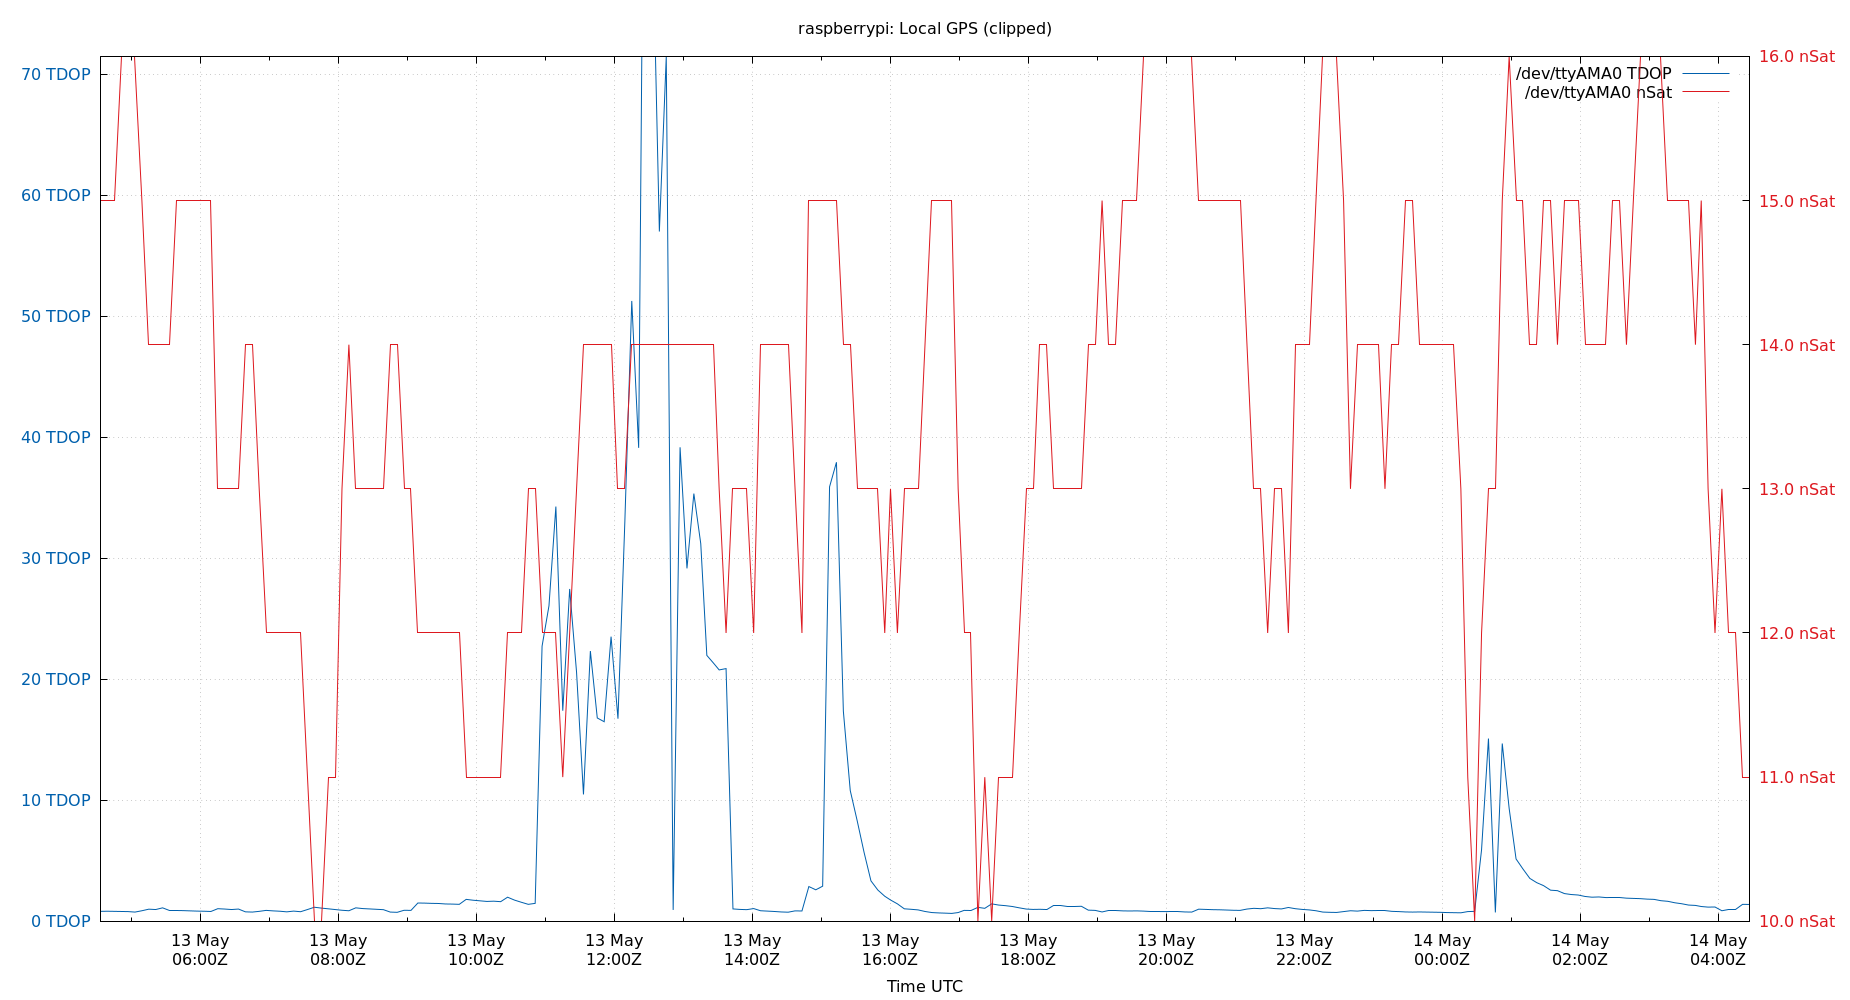 raspberrypi: Local GPS (clipped)
70 TDOP
60 TDOP
50 TDOP
40 TDOP
30 TDOP
20 TDOP
10 TDOP
0 TDOP
16.0 nSat
15.0 nSat
14.0 nSat
13.0 nSat
12.0 nSat
11.0 nSat
10.0 nSat
/dev/ttyAMA0 TDOP
/dev/ttyAMA0 nSat
13 May
06:00Z
13 May
08:00Z
13 May
10:00Z
13 May
12:00Z
13 May
14:00Z
13 May
16:00Z
13 May
18:00Z
13 May
20:00Z
13 May
22:00Z
14 May
00:00Z
14 May
02:00Z
14 May
04:00Z
Time UTC